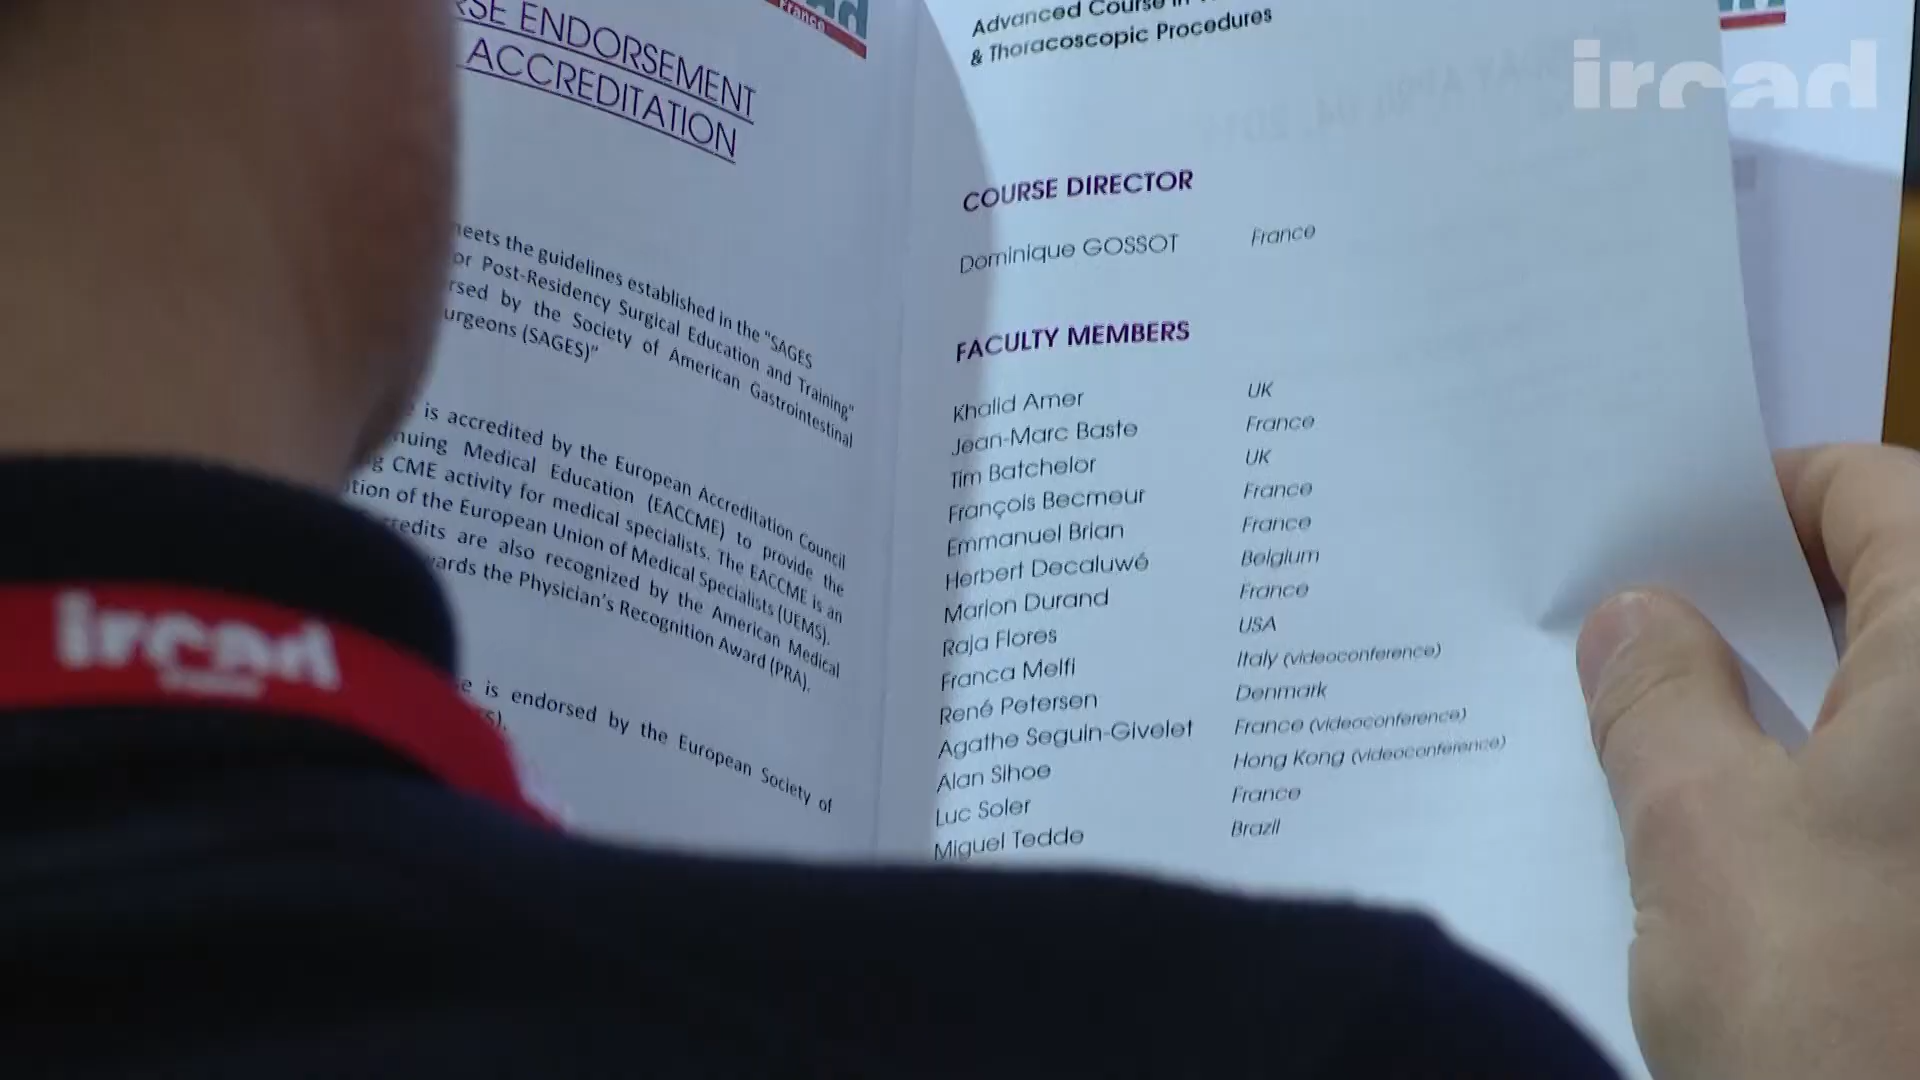 ircad
France
SE ENDORSEMENT
ACCREDITATION
meets the guidelines established in the "SAGES
or Post-Residency Surgical Education and Training"
rsed by the Society of American Gastrointestinal
urgeons (SAGES)"
is accredited by the European Accreditation Council
nuing Medical Education (EACCME) to provide the
g CME activity for medical specialists. The EACCME is an
tion of the European Union of Medical Specialists (UEMS).
redits are also recognized by the American Medical
wards the Physician's Recognition Award (PRA).
e is endorsed by the European Society of
S).
Advanced Course in
& Thoracoscopic Procedures
COURSE DIRECTOR
Dominique GOSSOT France
FACULTY MEMBERS
Khalid Amer UK
Jean-Marc Baste France
Tim Batchelor UK
François Becmeur France
Emmanuel Brian France
Herbert Decaluwé Belgium
Marion Durand France
Raja Flores USA
Franca Melfi Italy (videoconference)
René Petersen Denmark
Agathe Seguin-Givelet France (videoconference)
Alan Sihoe Hong Kong (videoconference)
Luc Soler France
Miguel Tedde Brazil
ircad